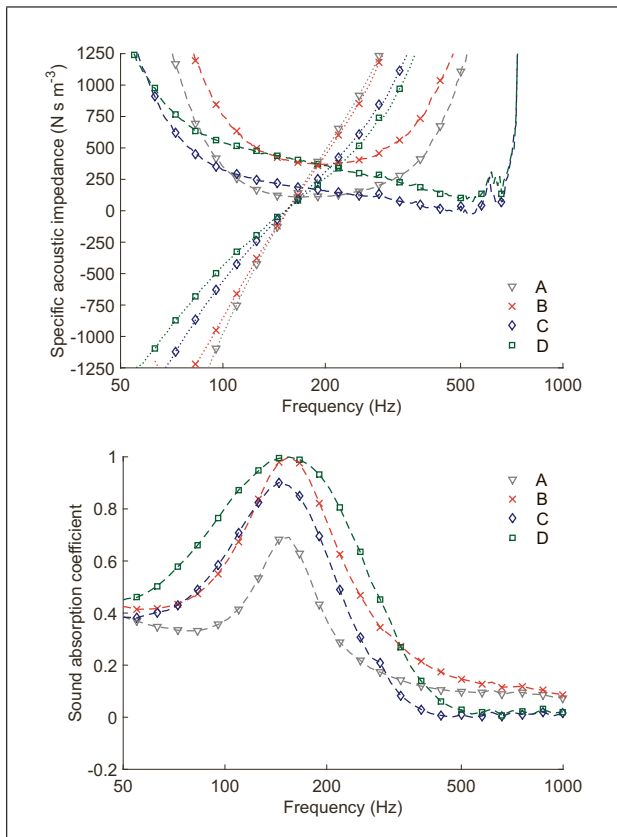 Specific acoustic impedance (N s m⁻³)
1250
1000
750
500
250
0
-250
-500
-750
-1000
-1250
50
100
200
500
1000
Frequency (Hz)
A
B
C
D
Sound absorption coefficient
1
0.8
0.6
0.4
0.2
0
-0.2
50
100
200
500
1000
Frequency (Hz)
A
B
C
D